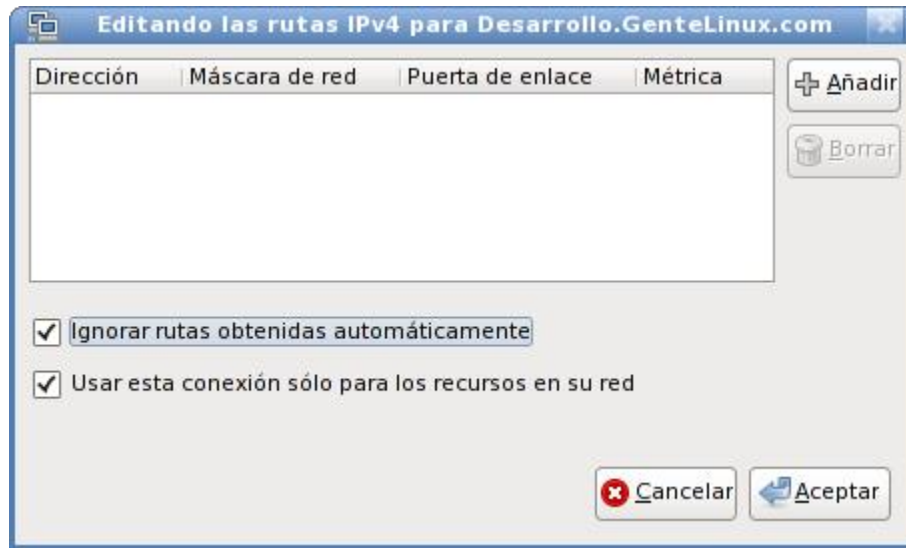 Editando las rutas IPv4 para Desarrollo.GenteLinux.com
Dirección Máscara de red Puerta de enlace Métrica
Añadir
Borrar
Ignorar rutas obtenidas automáticamente
Usar esta conexión sólo para los recursos en su red
Cancelar Aceptar